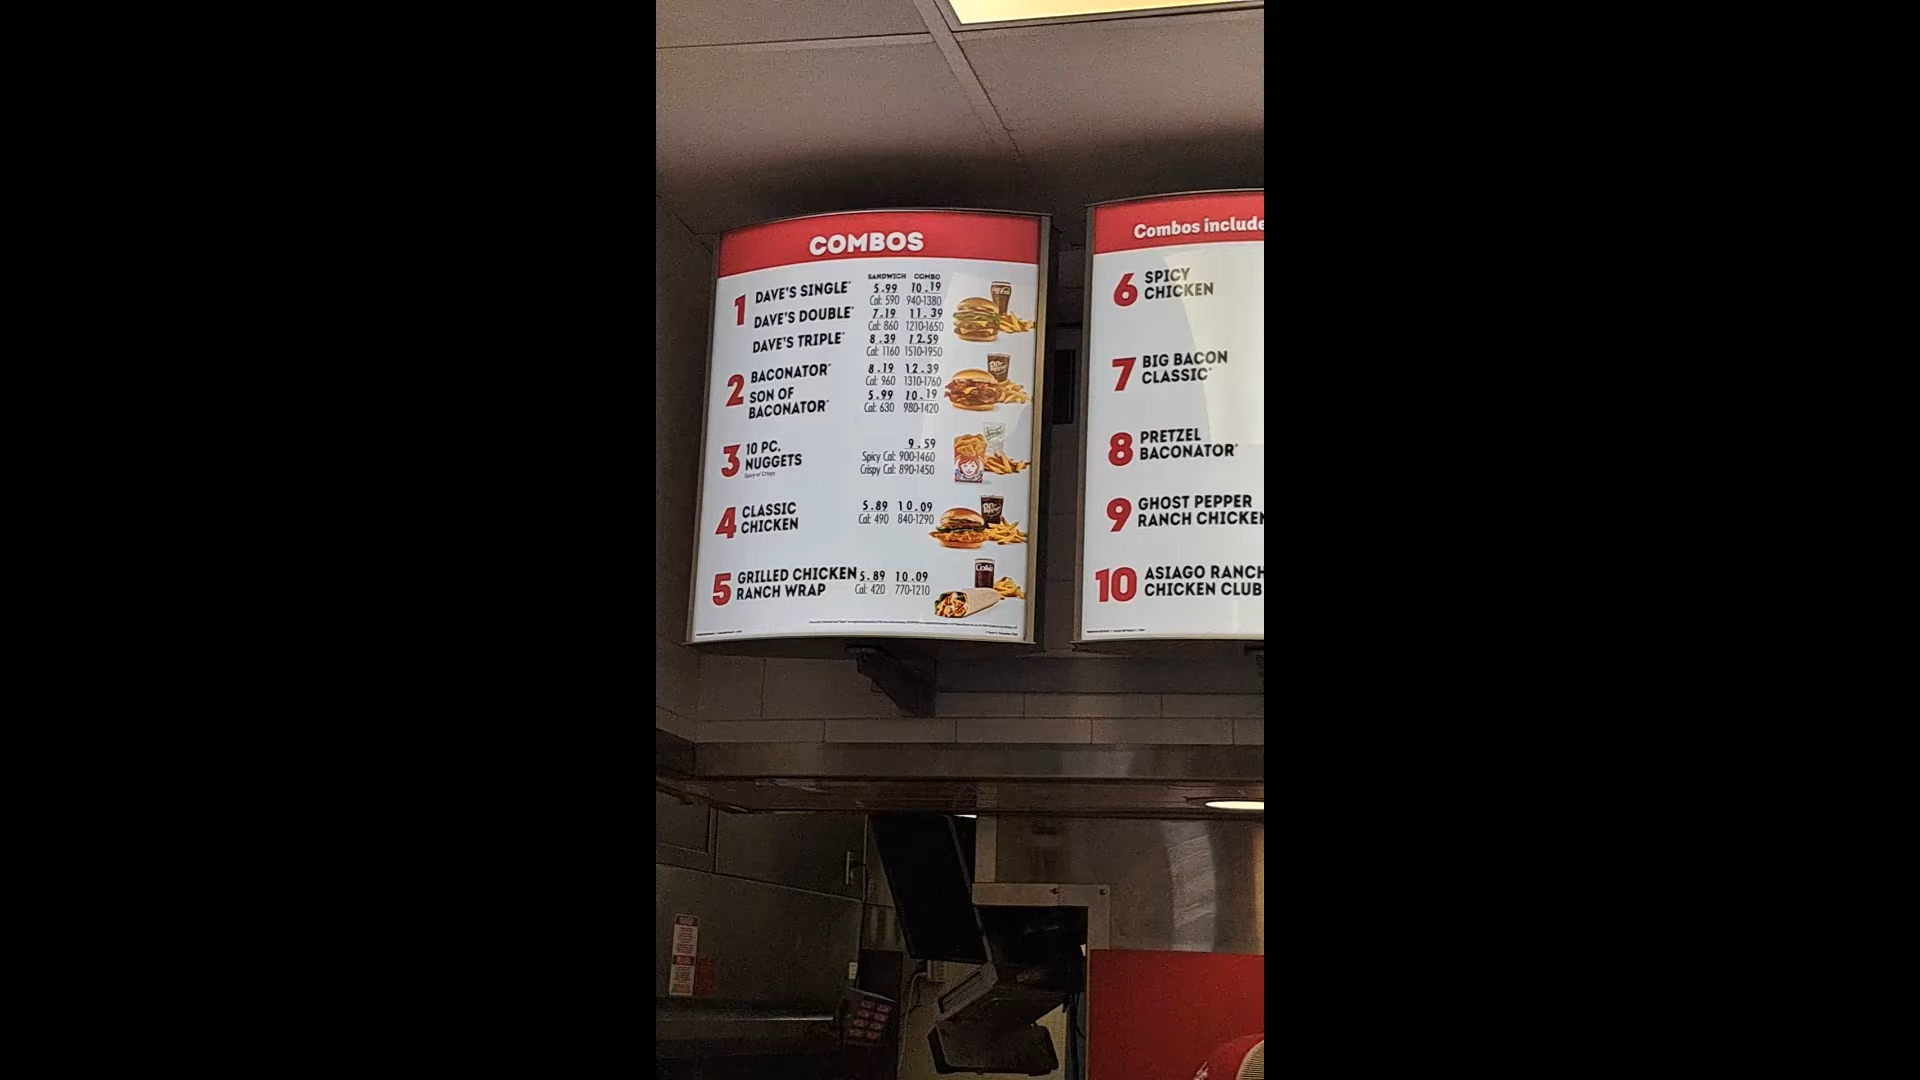 COMBOS
SANDWICH COMBO
1 DAVE'S SINGLE 5.99 10.19
Cal: 590 940-1380
DAVE'S DOUBLE 7.19 11.39
Cal: 860 1210-1650
DAVE'S TRIPLE 8.39 12.59
Cal: 1160 1510-1950
2 BACONATOR 8.19 12.39
Cal: 960 1310-1760
SON OF
BACONATOR 5.99 10.19
Cal: 630 980-1420
3 10 PC.
NUGGETS 9.59
Spicy or Crispy
Spicy Cal: 900-1460
Crispy Cal: 890-1450
4 CLASSIC
CHICKEN 5.89 10.09
Cal: 490 840-1290
5 GRILLED CHICKEN
RANCH WRAP 5.89 10.09
Cal: 420 770-1210
Coke
Combos include
6 SPICY
CHICKEN
7 BIG BACON
CLASSIC
8 PRETZEL
BACONATOR
9 GHOST PEPPER
RANCH CHICKEN
10 ASIAGO RANCH
CHICKEN CLUB